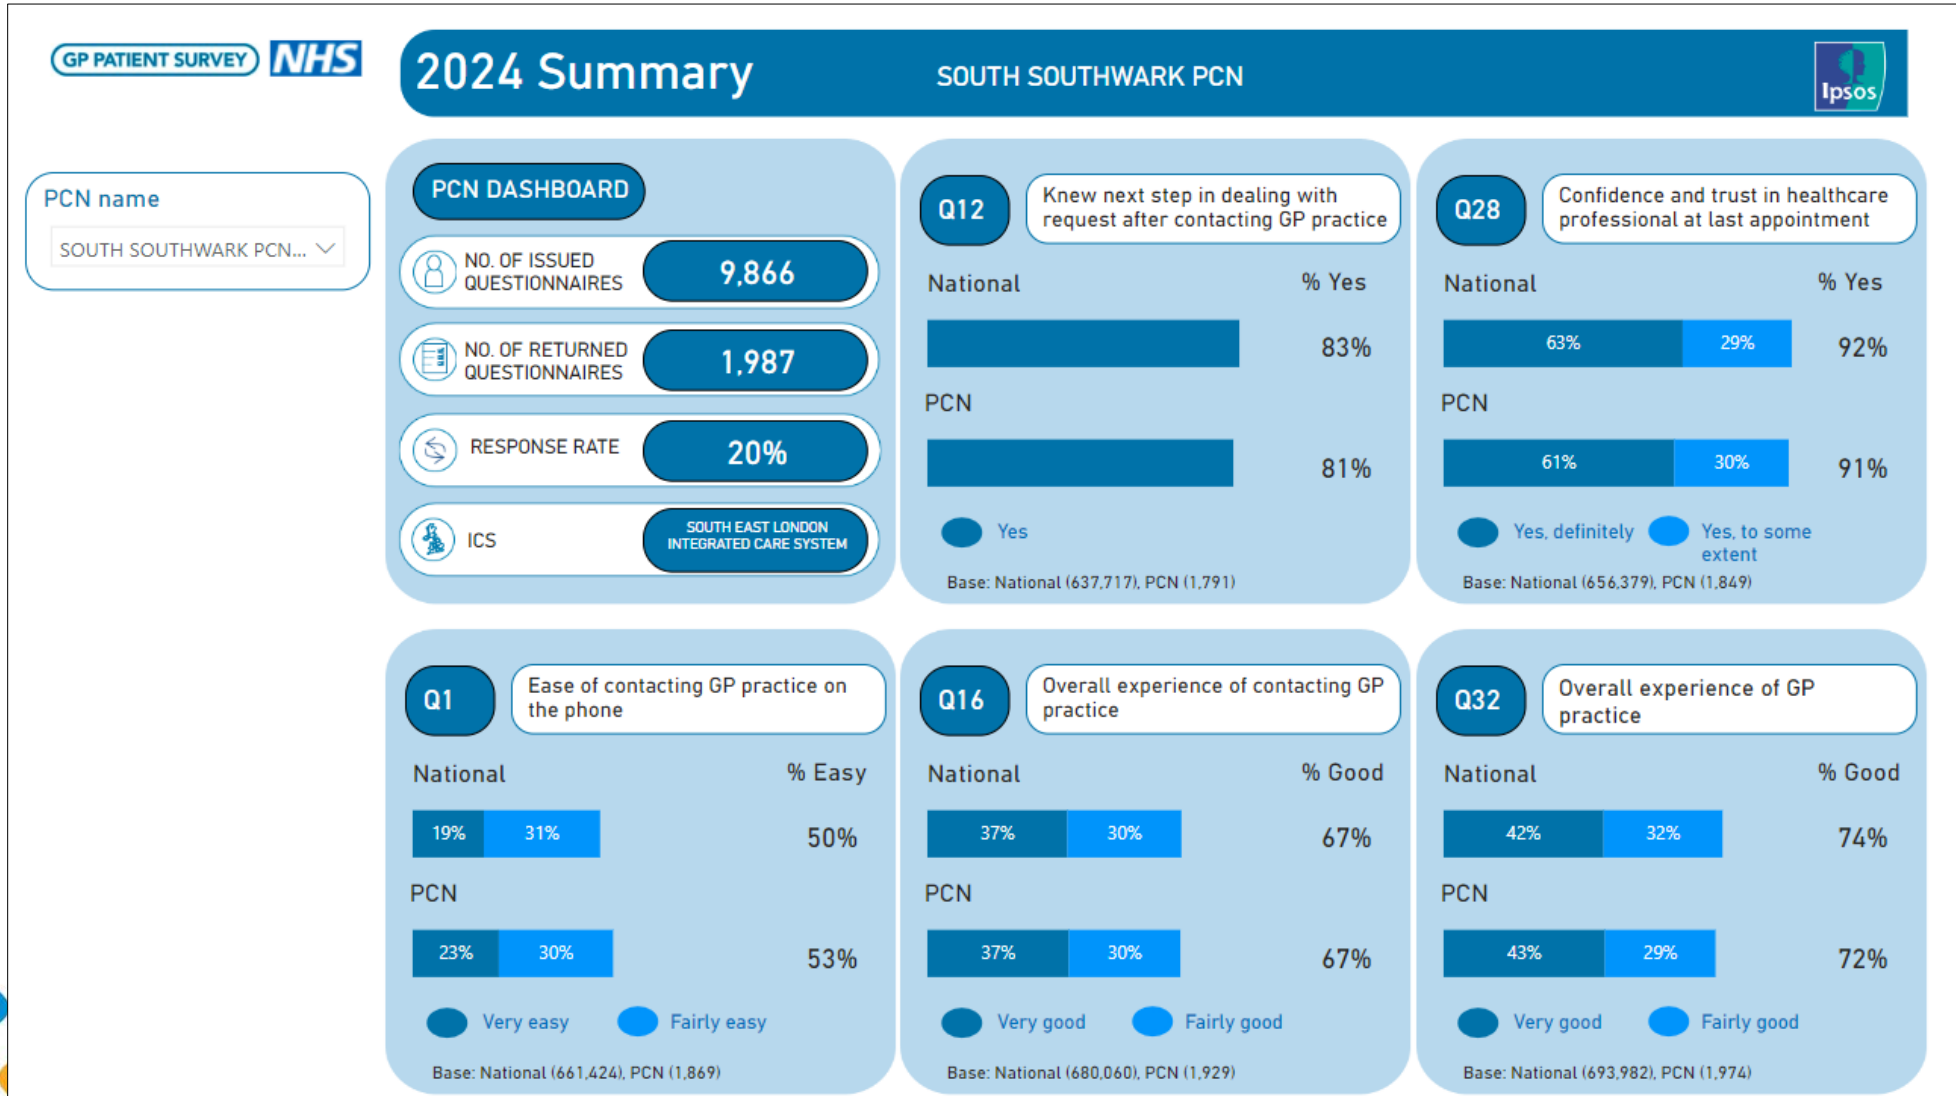 GP PATIENT SURVEY
NHS
2024 Summary
SOUTH SOUTHWARK PCN
Ipsos
PCN name
SOUTH SOUTHWARK PCN...
PCN DASHBOARD
NO. OF ISSUED
QUESTIONNAIRES
9,866
NO. OF RETURNED
QUESTIONNAIRES
1,987
RESPONSE RATE
20%
ICS
SOUTH EAST LONDON
INTEGRATED CARE SYSTEM
Q12
Knew next step in dealing with
request after contacting GP practice
National
% Yes
83%
PCN
81%
Yes
Base: National (637,717), PCN (1,791)
Q28
Confidence and trust in healthcare
professional at last appointment
National
% Yes
63%
29%
92%
PCN
61%
30%
91%
Yes, definitely
Yes, to some
extent
Base: National (656,379), PCN (1,849)
Q1
Ease of contacting GP practice on
the phone
National
% Easy
19%
31%
50%
PCN
23%
30%
53%
Very easy
Fairly easy
Base: National (661,424), PCN (1,869)
Q16
Overall experience of contacting GP
practice
National
% Good
37%
30%
67%
PCN
37%
30%
67%
Very good
Fairly good
Base: National (680,060), PCN (1,929)
Q32
Overall experience of GP
practice
National
% Good
42%
32%
74%
PCN
43%
29%
72%
Very good
Fairly good
Base: National (693,982), PCN (1,974)